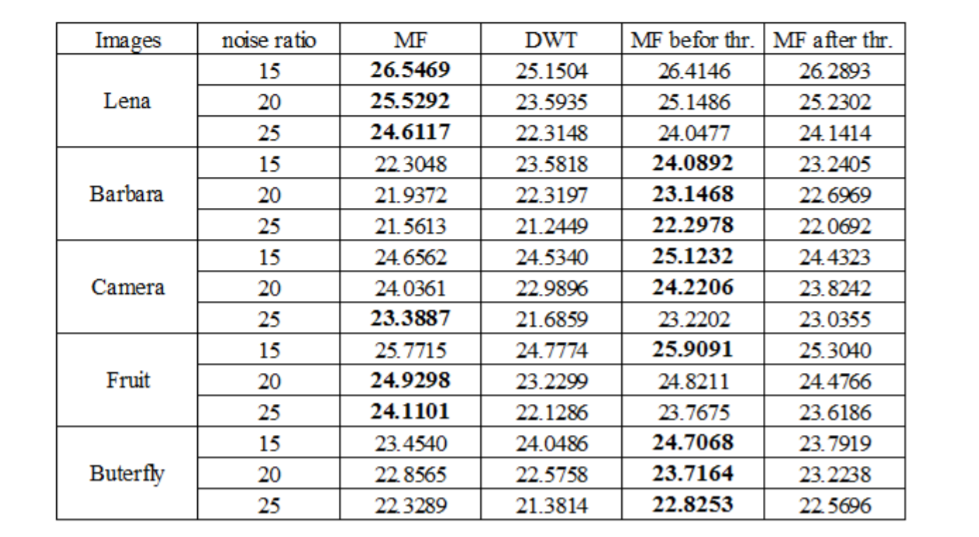 Images noise ratio MF DWT MF befor thr. MF after thr.
15 26.5469 25.1504 26.4146 26.2893
Lena 20 25.5292 23.5935 25.1486 25.2302
25 24.6117 22.3148 24.0477 24.1414
15 22.3048 23.5818 24.0892 23.2405
Barbara 20 21.9372 22.3197 23.1468 22.6969
25 21.5613 21.2449 22.2978 22.0692
15 24.6562 24.5340 25.1232 24.4323
Camera 20 24.0361 22.9896 24.2206 23.8242
25 23.3887 21.6859 23.2202 23.0355
15 25.7715 24.7774 25.9091 25.3040
Fruit 20 24.9298 23.2299 24.8211 24.4766
25 24.1101 22.1286 23.7675 23.6186
15 23.4540 24.0486 24.7068 23.7919
Buterfly 20 22.8565 22.5758 23.7164 23.2238
25 22.3289 21.3814 22.8253 22.5696